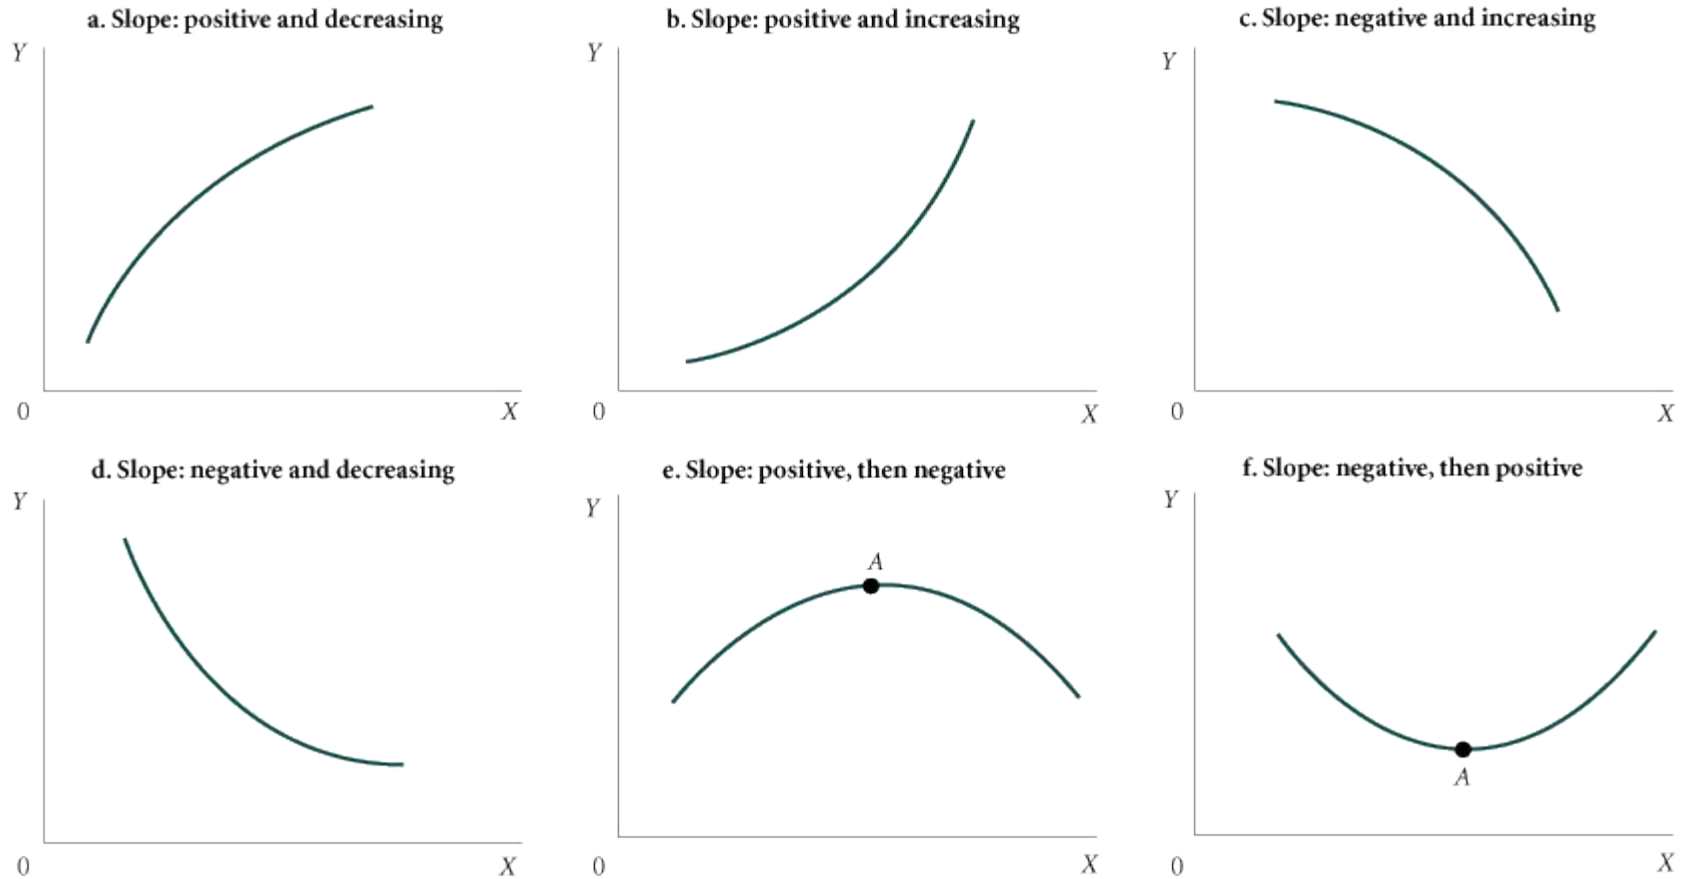 a. Slope: positive and decreasing
Y
0
X
b. Slope: positive and increasing
Y
0
X
c. Slope: negative and increasing
Y
0
X
d. Slope: negative and decreasing
Y
0
X
e. Slope: positive, then negative
Y
A
0
X
f. Slope: negative, then positive
Y
A
0
X